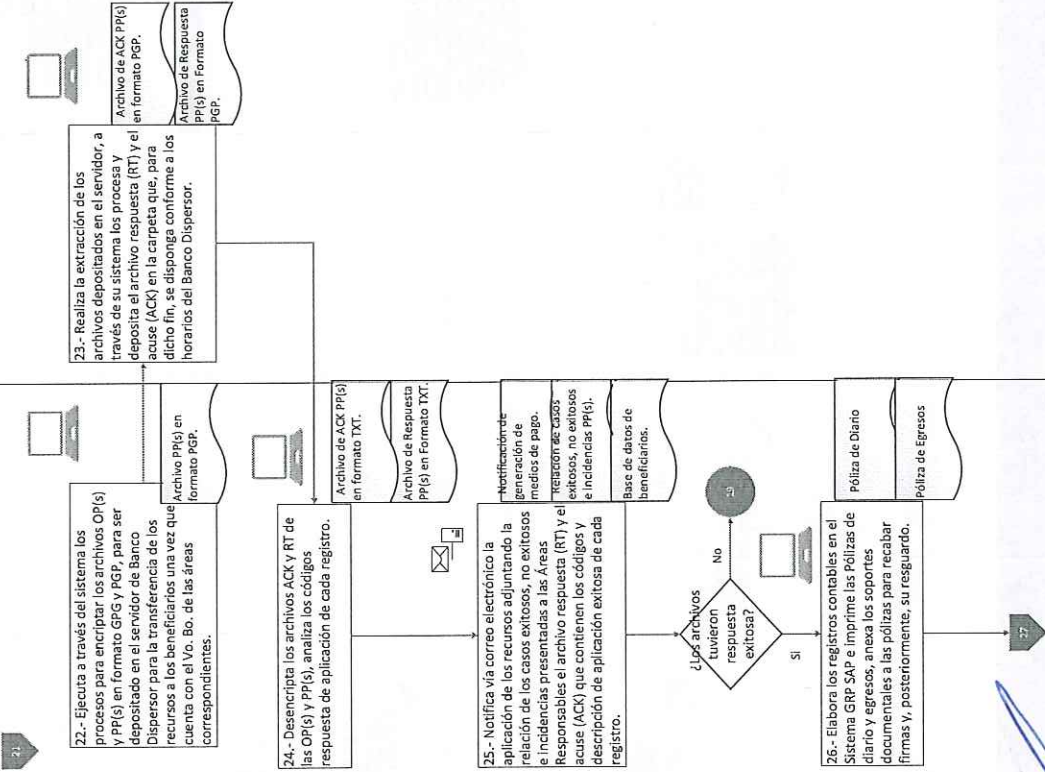 21
22.- Ejecuta a través del sistema los
procesos para encriptar los archivos OP(s)
y PP(s) en formato GPG y PGP, para ser
depositado en el servidor de Banco
Dispersor para la transferencia de los
recursos a los beneficiarios una vez que
cuenta con el Vo. Bo. de las áreas
correspondientes.
Archivo PP(s) en
formato PGP.
23.- Realiza la extracción de los
archivos depositados en el servidor, a
través de su sistema los procesa y
deposita el archivo respuesta (RT) y el
acuse (ACK) en la carpeta que, para
dicho fin, se disponga conforme a los
horarios del Banco Dispersor.
Archivo de ACK PP(s)
en formato PGP.
Archivo de Respuesta
PP(s) en Formato
PGP.
24.- Desencripta los archivos ACK y RT de
las OP(s) y PP(s), analiza los códigos
respuesta de aplicación de cada registro.
Archivo de ACK PP(s)
en formato TXT.
Archivo de Respuesta
PP(s) en Formato TXT.
25.- Notifica vía correo electrónico la
aplicación de los recursos adjuntando la
relación de los casos exitosos, no exitosos
e incidencias presentadas a las Áreas
Responsables el archivo respuesta (RT) y el
acuse (ACK) que contienen los códigos y
descripción de aplicación exitosa de cada
registro.
Notificación de
generación de
medios de pago.
Relación de casos
exitosos, no exitosos
e incidencias PP(s).
Base de datos de
beneficiarios.
¿Los archivos
tuvieron
respuesta
exitosa?
No
Si
26.- Elabora los registros contables en el
Sistema GRP SAP e imprime las Pólizas de
diario y egresos, anexa los soportes
documentales a las pólizas para recabar
firmas y, posteriormente, su resguardo.
Póliza de Diario
Póliza de Egresos
27